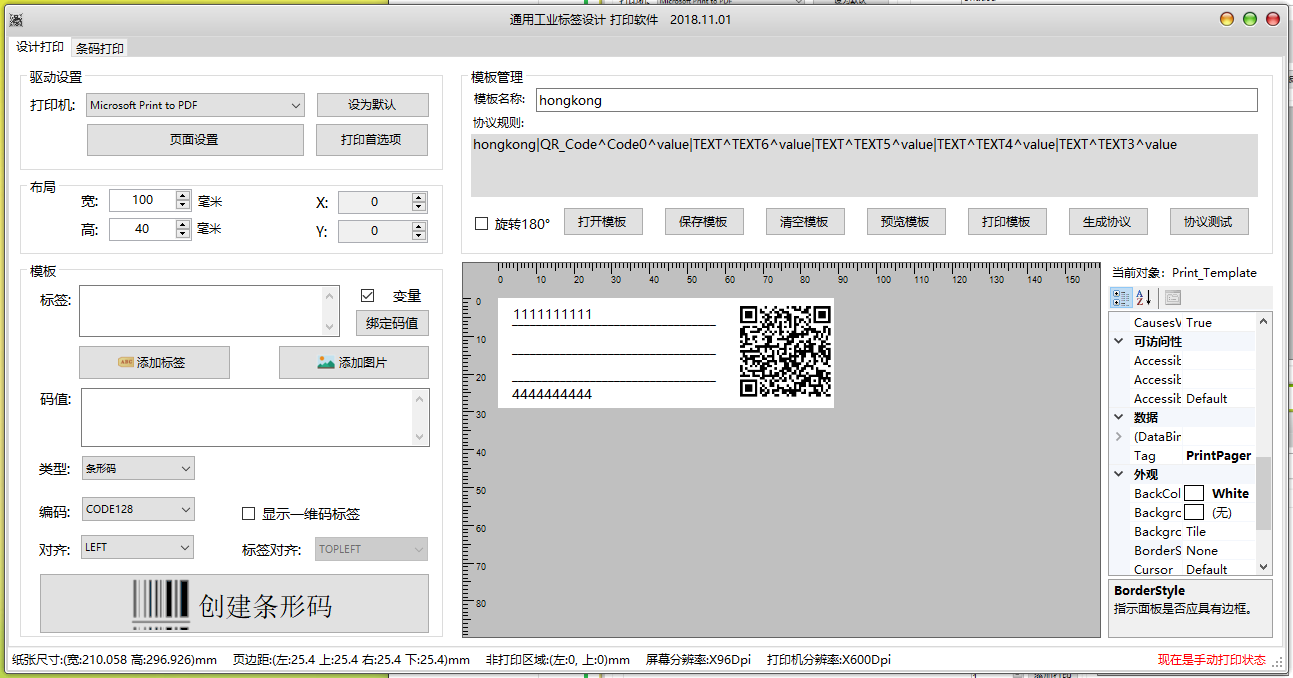 通用工业标签设计 打印软件 2018.11.01
设计打印 条码打印
驱动设置
打印机: Microsoft Print to PDF 设为默认
页面设置 打印首选项
布局
宽: 100 毫米 X: 0
高: 40 毫米 Y: 0
模板
标签: 变量
绑定码值
ABC 添加标签 添加图片
码值:
类型: 条形码
编码: CODE128 显示一维码标签
对齐: LEFT 标签对齐: TOPLEFT
创建条形码
模板管理
模板名称: hongkong
协议规则:
hongkong|QR_Code^Code0^value|TEXT^TEXT6^value|TEXT^TEXT5^value|TEXT^TEXT4^value|TEXT^TEXT3^value
旋转180° 打开模板 保存模板 清空模板 预览模板 打印模板 生成协议 协议测试
0 10 20 30 40 50 60 70 80 90 100 110 120 130 140 150
0
10
20
30
40
50
60
70
80
1111111111
4444444444
当前对象: Print_Template
CausesV True
可访问性
Accessib
Accessib
Accessib Default
数据
(DataBin
Tag PrintPager
外观
BackCol White
Backgrc (无)
Backgrc Tile
BorderS None
Cursor Default
BorderStyle
指示面板是否应具有边框。
纸张尺寸:(宽:210.058 高:296.926)mm 页边距:(左:25.4 上:25.4 右:25.4 下:25.4)mm 非打印区域:(左:0, 上:0)mm 屏幕分辨率:X96Dpi 打印机分辨率:X600Dpi 现在是手动打印状态